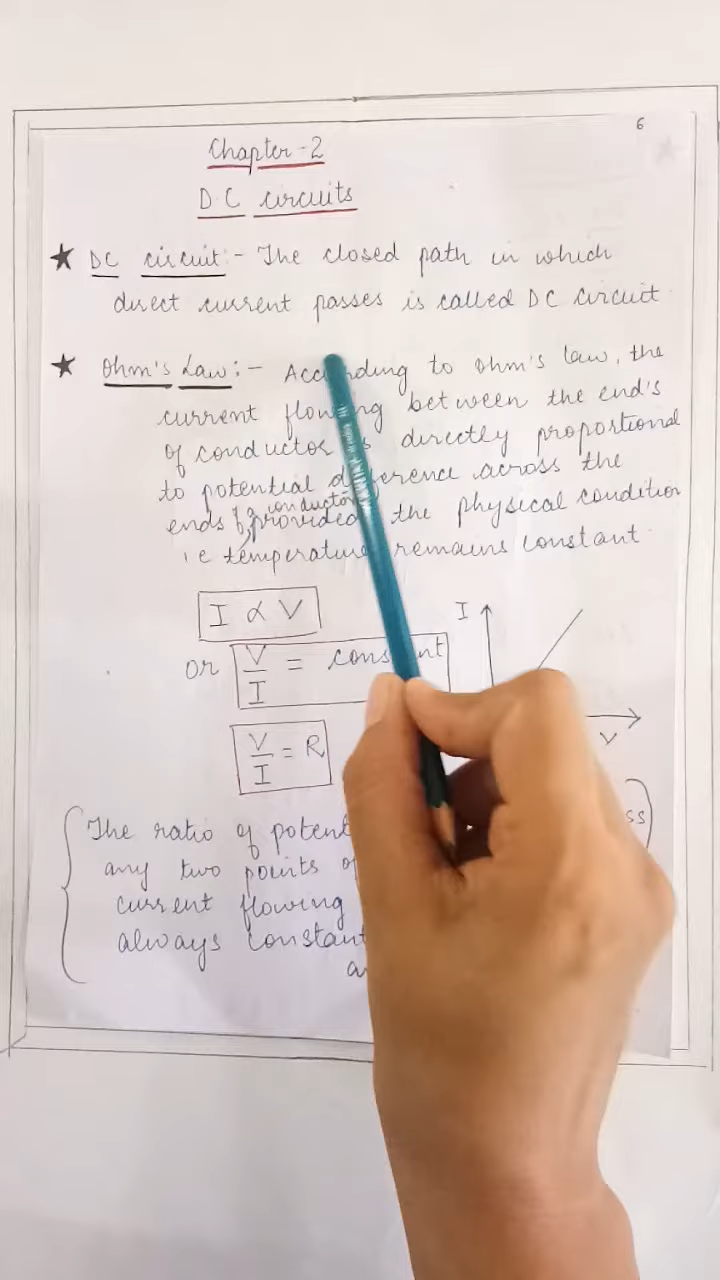 6
Chapter-2
D.C circuits
★ DC circuit:- The closed path in which
direct current passes is called DC circuit
★ Ohm's Law:- According to ohm's law, the
current flowing between the end's
of conductor is directly proportional
to potential difference across the
conductor
ends of a provided the physical condition
i.e temperature remains constant.
I ∝ V
I
or V/I = constant
V
V/I = R
The ratio of
ss
any two points
current flowing
always constant